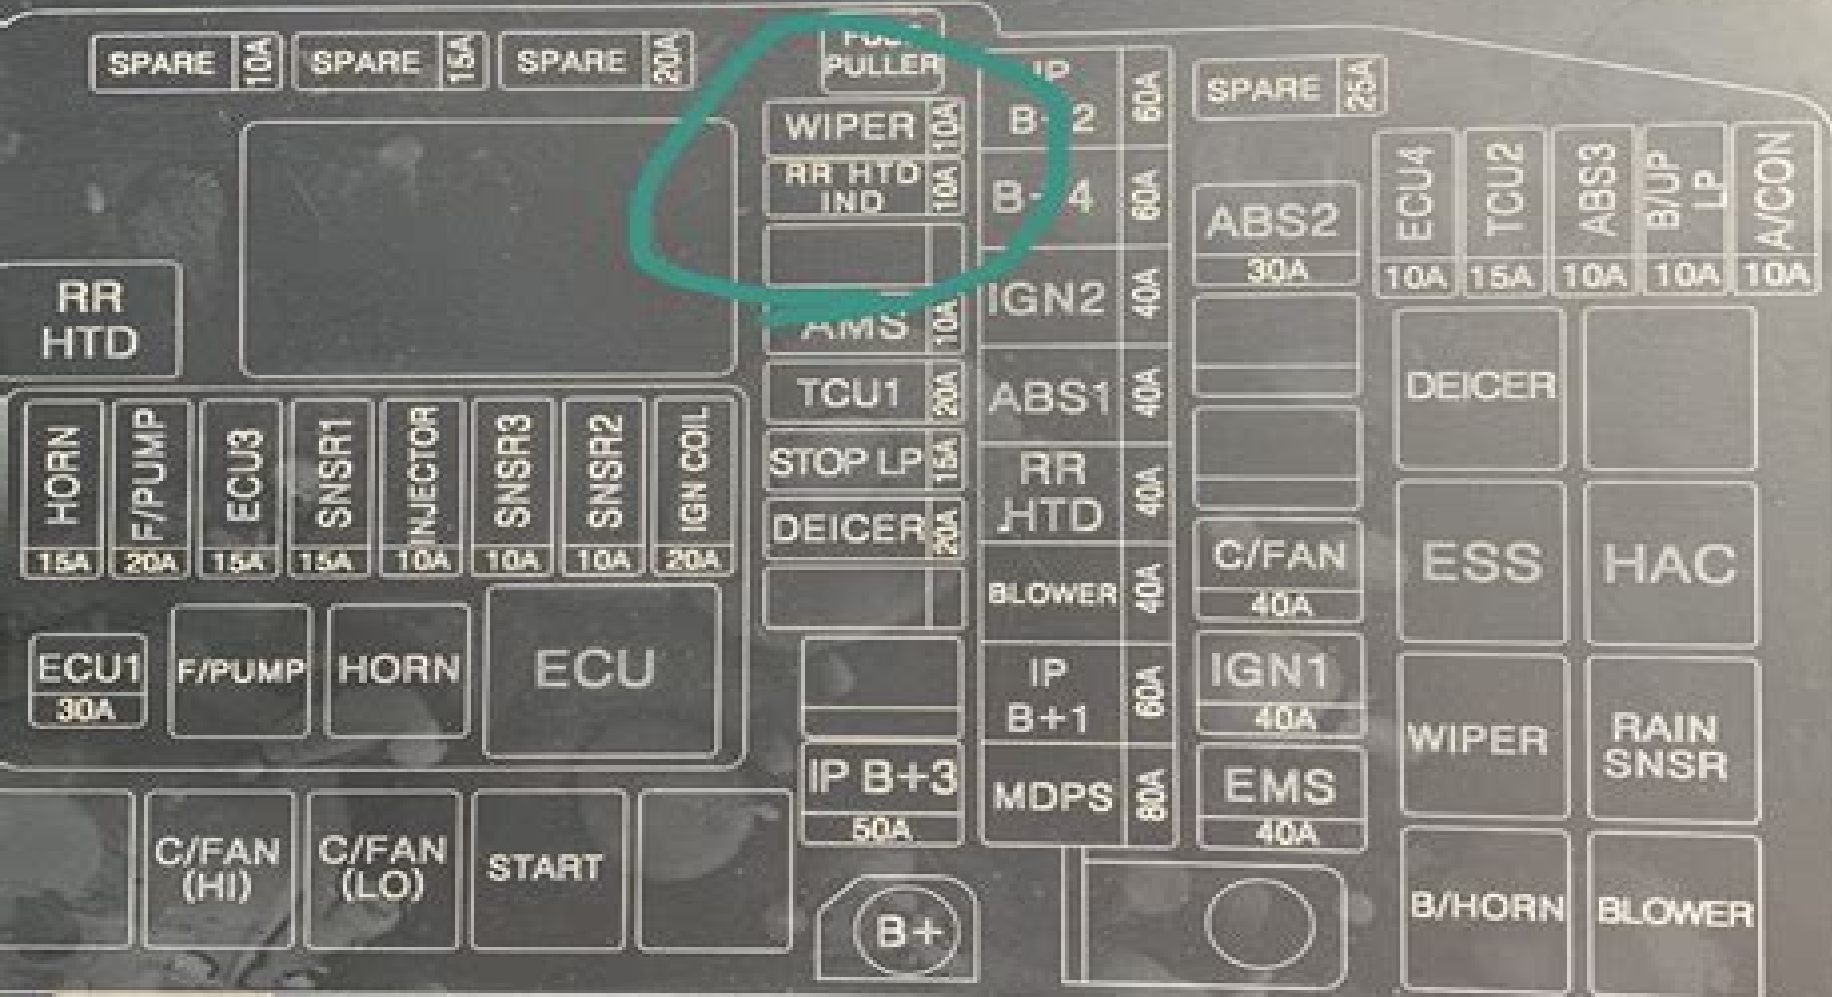 SPARE 10A
SPARE 15A
SPARE 20A
PULLER
WIPER 10A
RR HTD
IND 10A
AMS 10A
TCU1 20A
STOP LP 15A
DEICER 20A
IP
B+2 60A
B+4 60A
IGN2 40A
ABS1 40A
RR
HTD 40A
BLOWER 40A
IP
B+1 60A
MDPS 80A
SPARE 25A
ABS2
30A
ECU4
10A
TCU2
15A
ABS3
10A
B/UP
LP
10A
A/CON
10A
RR
HTD
HORN
15A
F/PUMP
20A
ECU3
15A
SNSR1
15A
INJECTOR
10A
SNSR3
10A
SNSR2
10A
IGN COIL
20A
ECU1
30A
F/PUMP
HORN
ECU
IP B+3
50A
C/FAN
40A
IGN1
40A
EMS
40A
DEICER
ESS
HAC
WIPER
RAIN
SNSR
B/HORN
BLOWER
C/FAN
(HI)
C/FAN
(LO)
START
B+